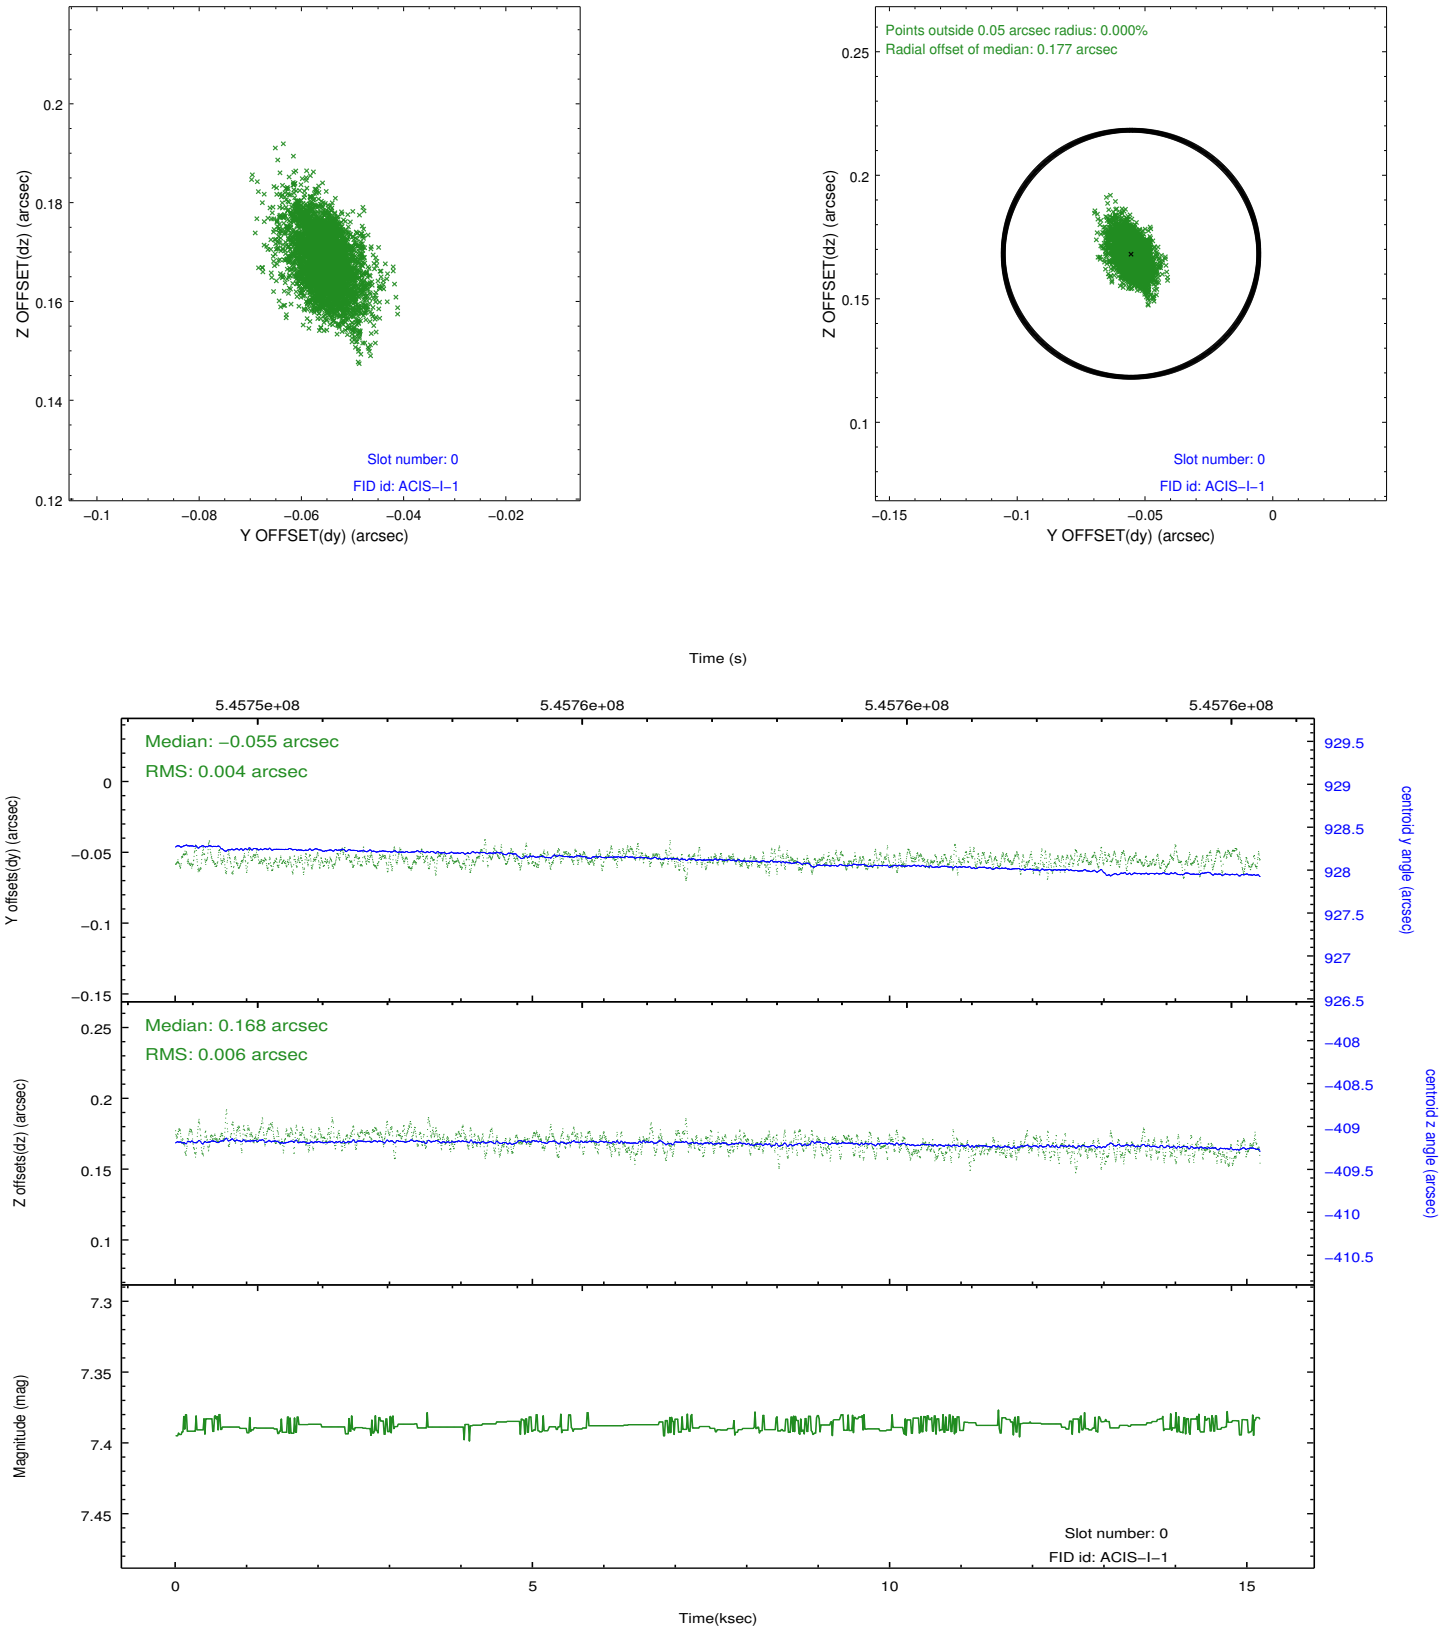 0.2
0.18
0.16
0.14
0.12
Z OFFSET(dz) (arcsec)
Slot number: 0
FID id: ACIS−I−1
−0.1
−0.08
−0.06
−0.04
−0.02
Y OFFSET(dy) (arcsec)
Points outside 0.05 arcsec radius: 0.000%
Radial offset of median: 0.177 arcsec
0.25
0.2
0.15
0.1
Z OFFSET(dz) (arcsec)
Slot number: 0
FID id: ACIS−I−1
−0.15
−0.1
−0.05
0
Y OFFSET(dy) (arcsec)
Time (s)
5.4575e+08
5.4576e+08
5.4576e+08
5.4576e+08
Median: −0.055 arcsec
RMS: 0.004 arcsec
0
−0.05
−0.1
−0.15
Y offsets(dy) (arcsec)
929.5
929
928.5
928
927.5
927
926.5
centroid y angle (arcsec)
Median: 0.168 arcsec
RMS: 0.006 arcsec
0.25
0.2
0.15
0.1
Z offsets(dz) (arcsec)
−408
−408.5
−409
−409.5
−410
−410.5
centroid z angle (arcsec)
7.3
7.35
7.4
7.45
Magnitude (mag)
Slot number: 0
FID id: ACIS−I−1
0
5
10
15
Time(ksec)